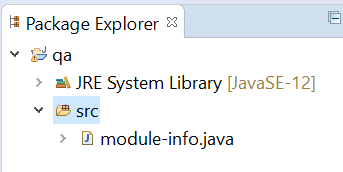 Package Explorer
qa
JRE System Library [JavaSE-12]
src
module-info.java